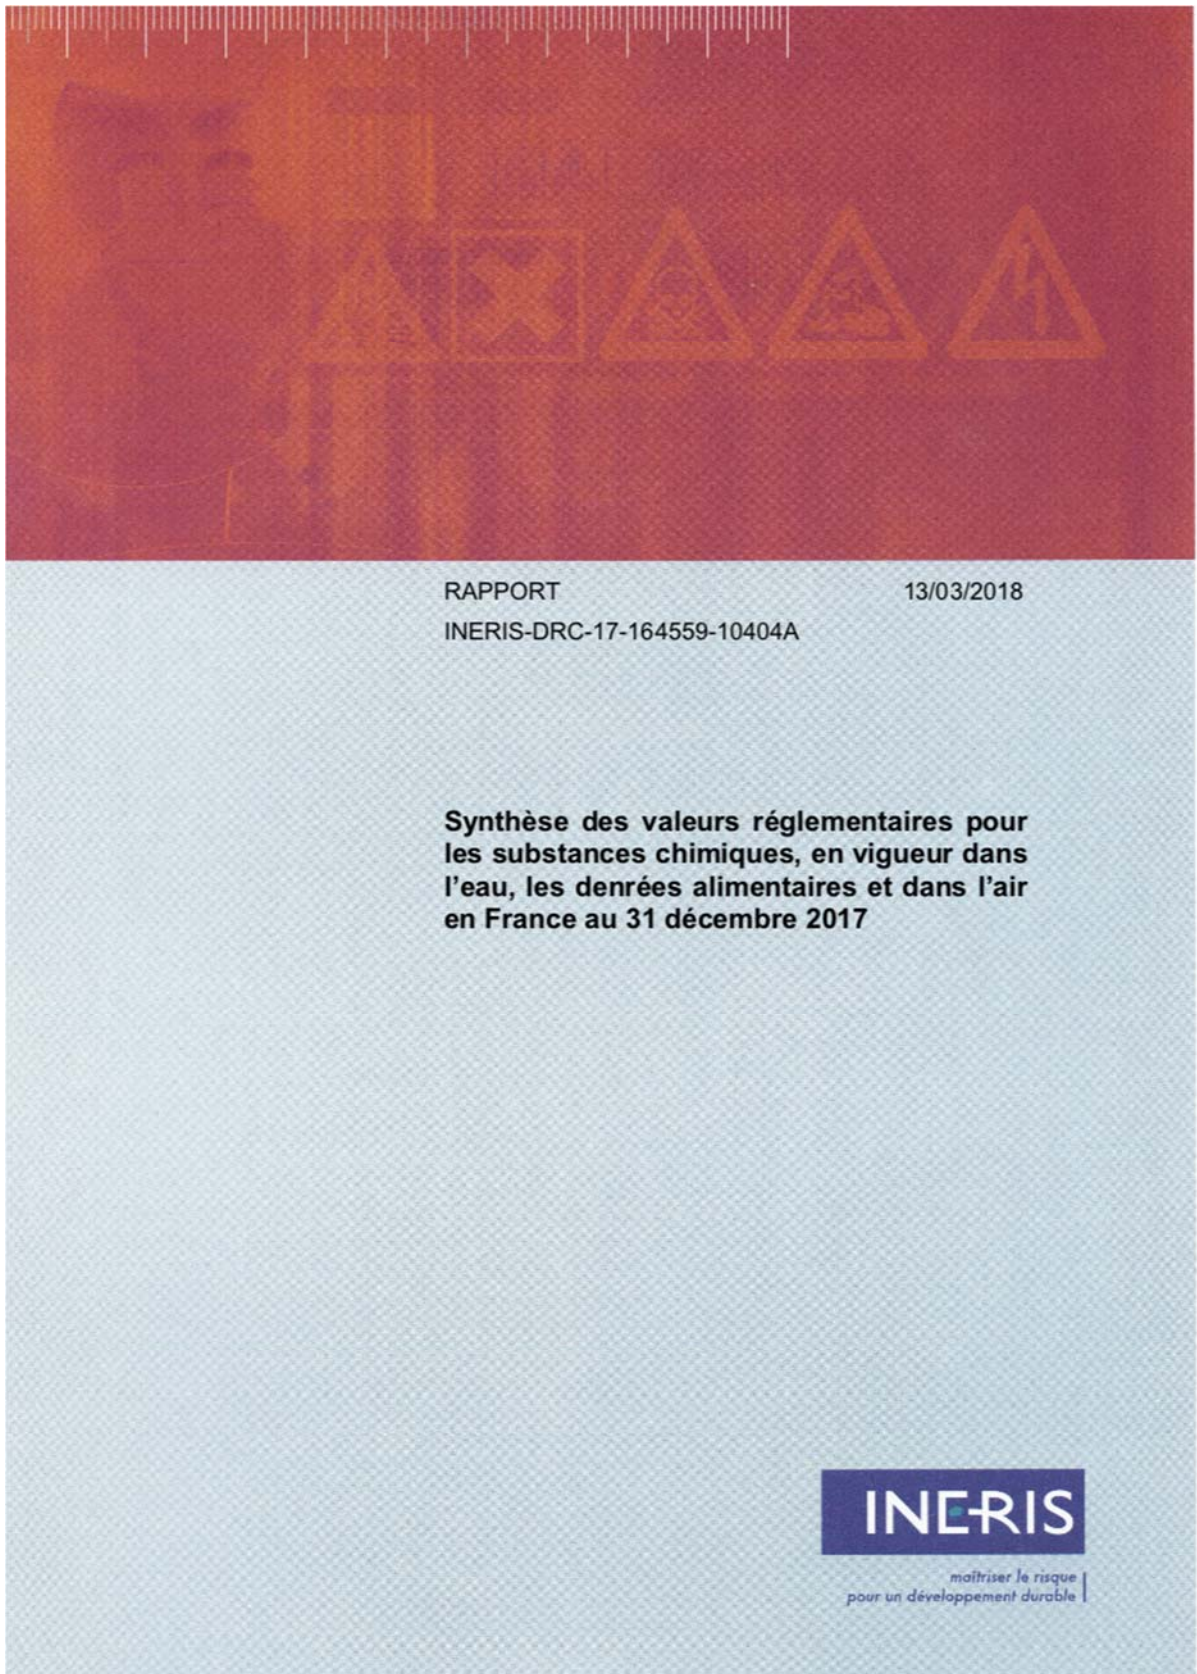 RAPPORT 13/03/2018
INERIS-DRC-17-164559-10404A
Synthèse des valeurs réglementaires pour
les substances chimiques, en vigueur dans
l'eau, les denrées alimentaires et dans l'air
en France au 31 décembre 2017
INERIS
maîtriser le risque
pour un développement durable